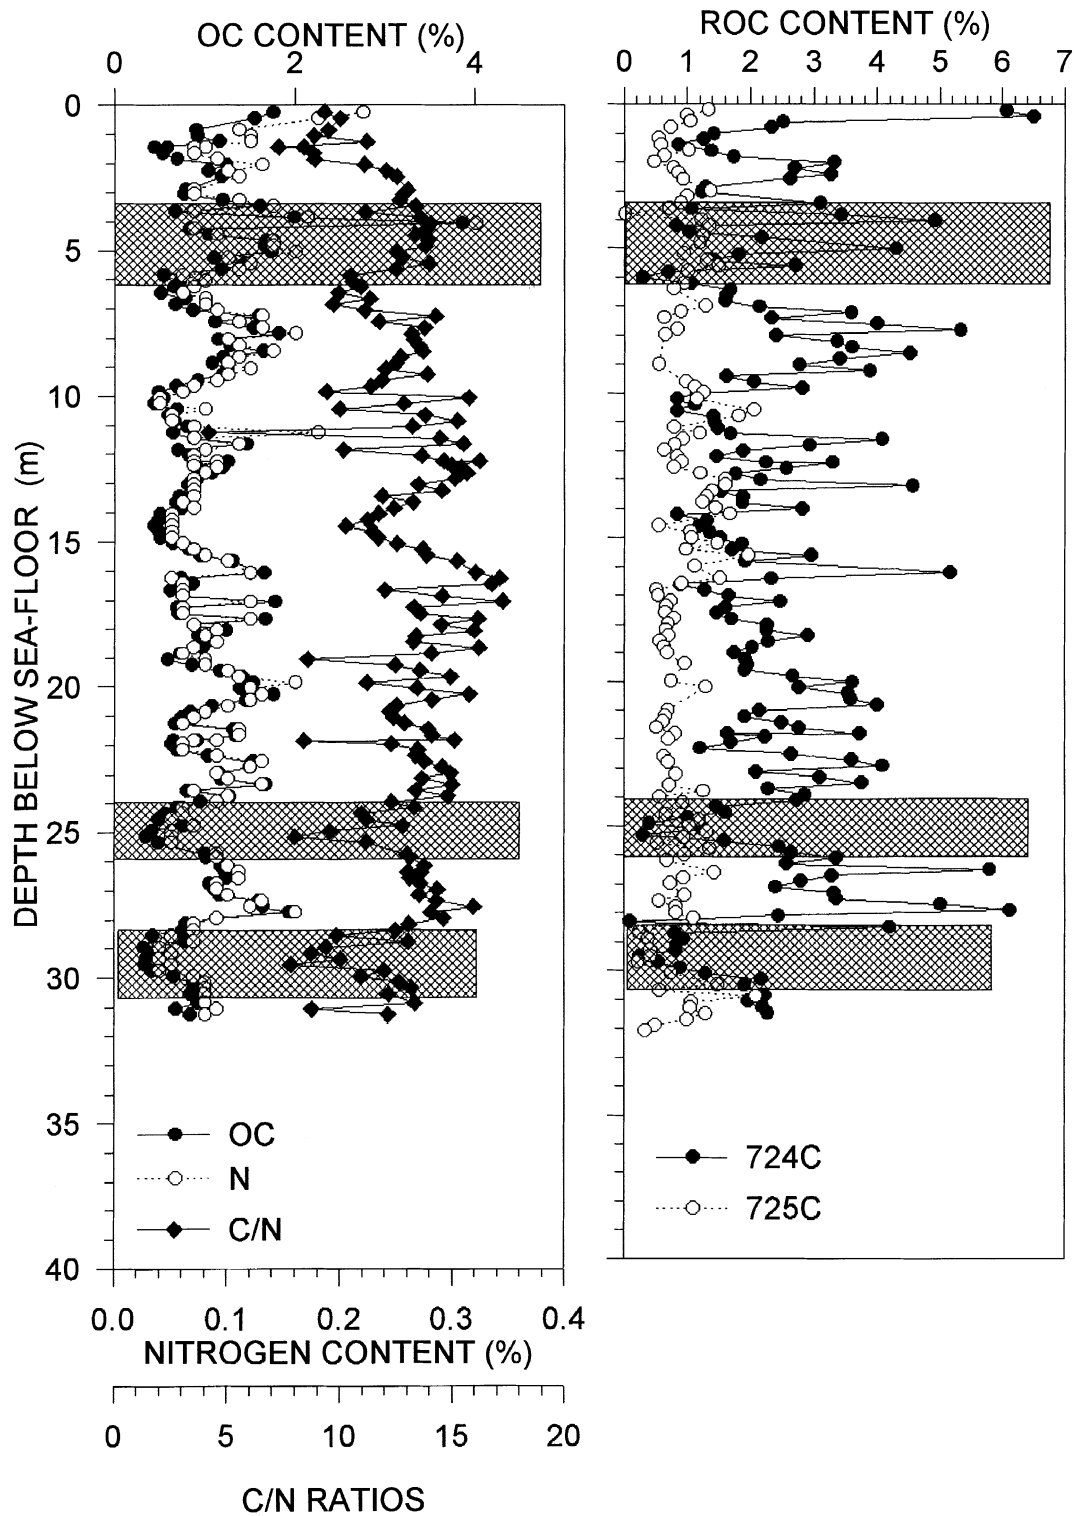 OC CONTENT (%)
0 2 4
ROC CONTENT (%)
0 1 2 3 4 5 6 7
DEPTH BELOW SEA-FLOOR (m)
0
5
10
15
20
25
30
35
40
OC
N
C/N
724C
725C
0.0 0.1 0.2 0.3 0.4
NITROGEN CONTENT (%)
0 5 10 15 20
C/N RATIOS